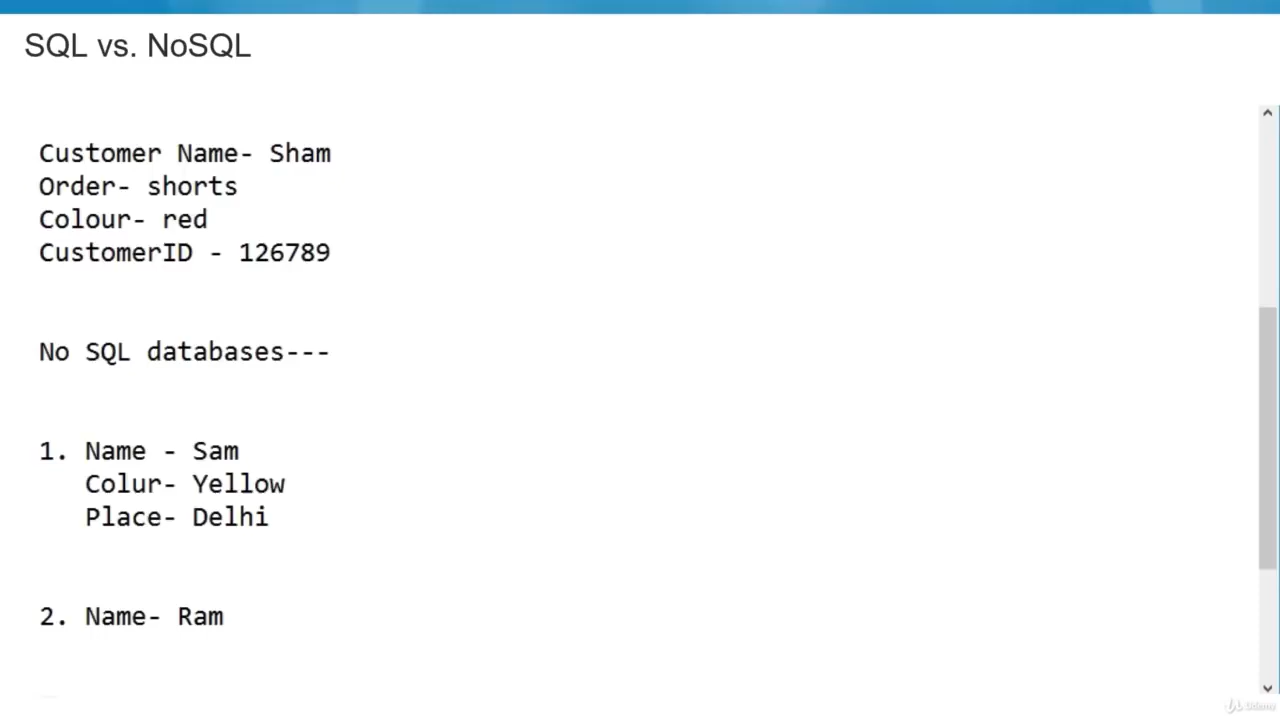 SQL vs. NoSQL
Customer Name- Sham
Order- shorts
Colour- red
CustomerID - 126789
No SQL databases---
1. Name - Sam
Colur- Yellow
Place- Delhi
2. Name- Ram
Udemy